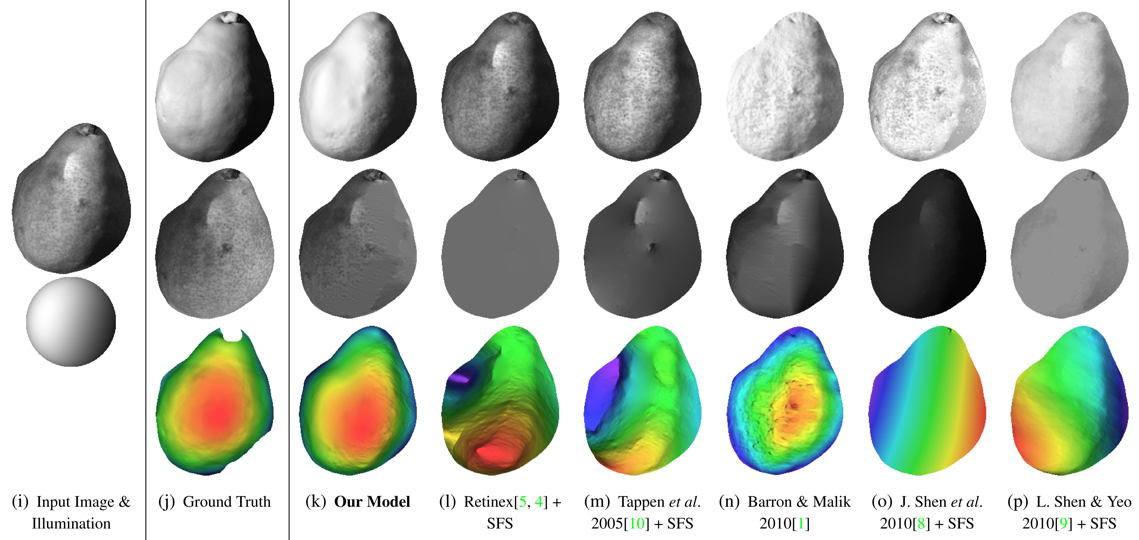 (i) Input Image &
Illumination
(j) Ground Truth
(k) Our Model
(l) Retinex[5, 4] +
SFS
(m) Tappen et al.
2005[10] + SFS
(n) Barron & Malik
2010[1]
(o) J. Shen et al.
2010[8] + SFS
(p) L. Shen & Yeo
2010[9] + SFS